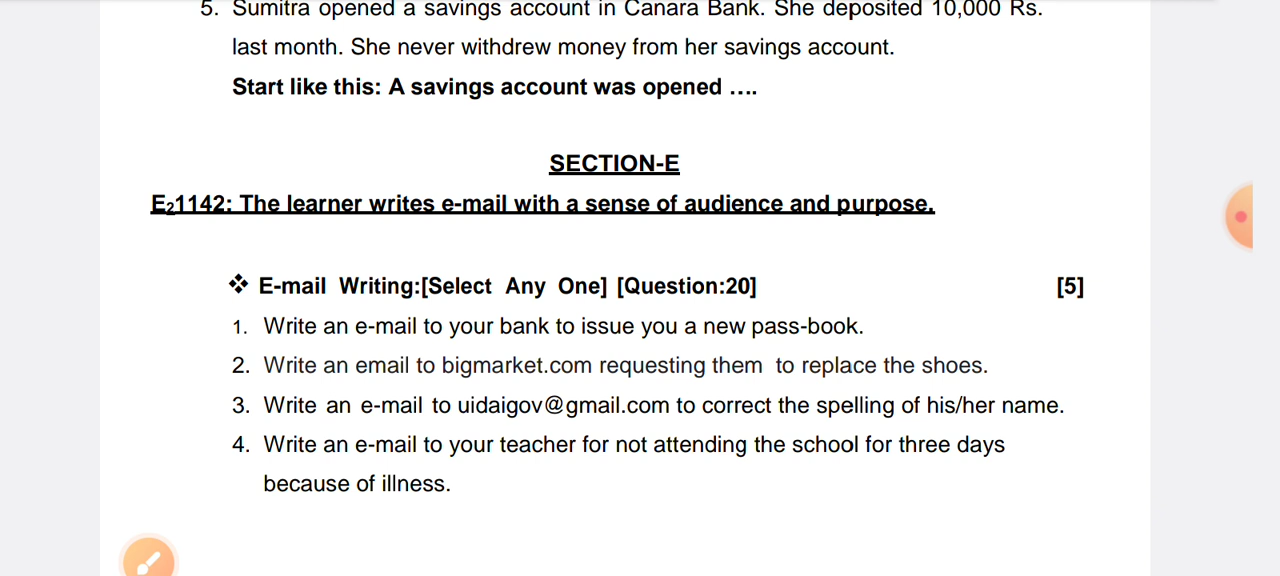 5. Sumitra opened a savings account in Canara Bank. She deposited 10,000 Rs.
last month. She never withdrew money from her savings account.
Start like this: A savings account was opened ….
SECTION-E
E₂1142: The learner writes e-mail with a sense of audience and purpose.
❖ E-mail Writing:[Select Any One] [Question:20] [5]
1. Write an e-mail to your bank to issue you a new pass-book.
2. Write an email to bigmarket.com requesting them to replace the shoes.
3. Write an e-mail to uidaigov@gmail.com to correct the spelling of his/her name.
4. Write an e-mail to your teacher for not attending the school for three days
because of illness.